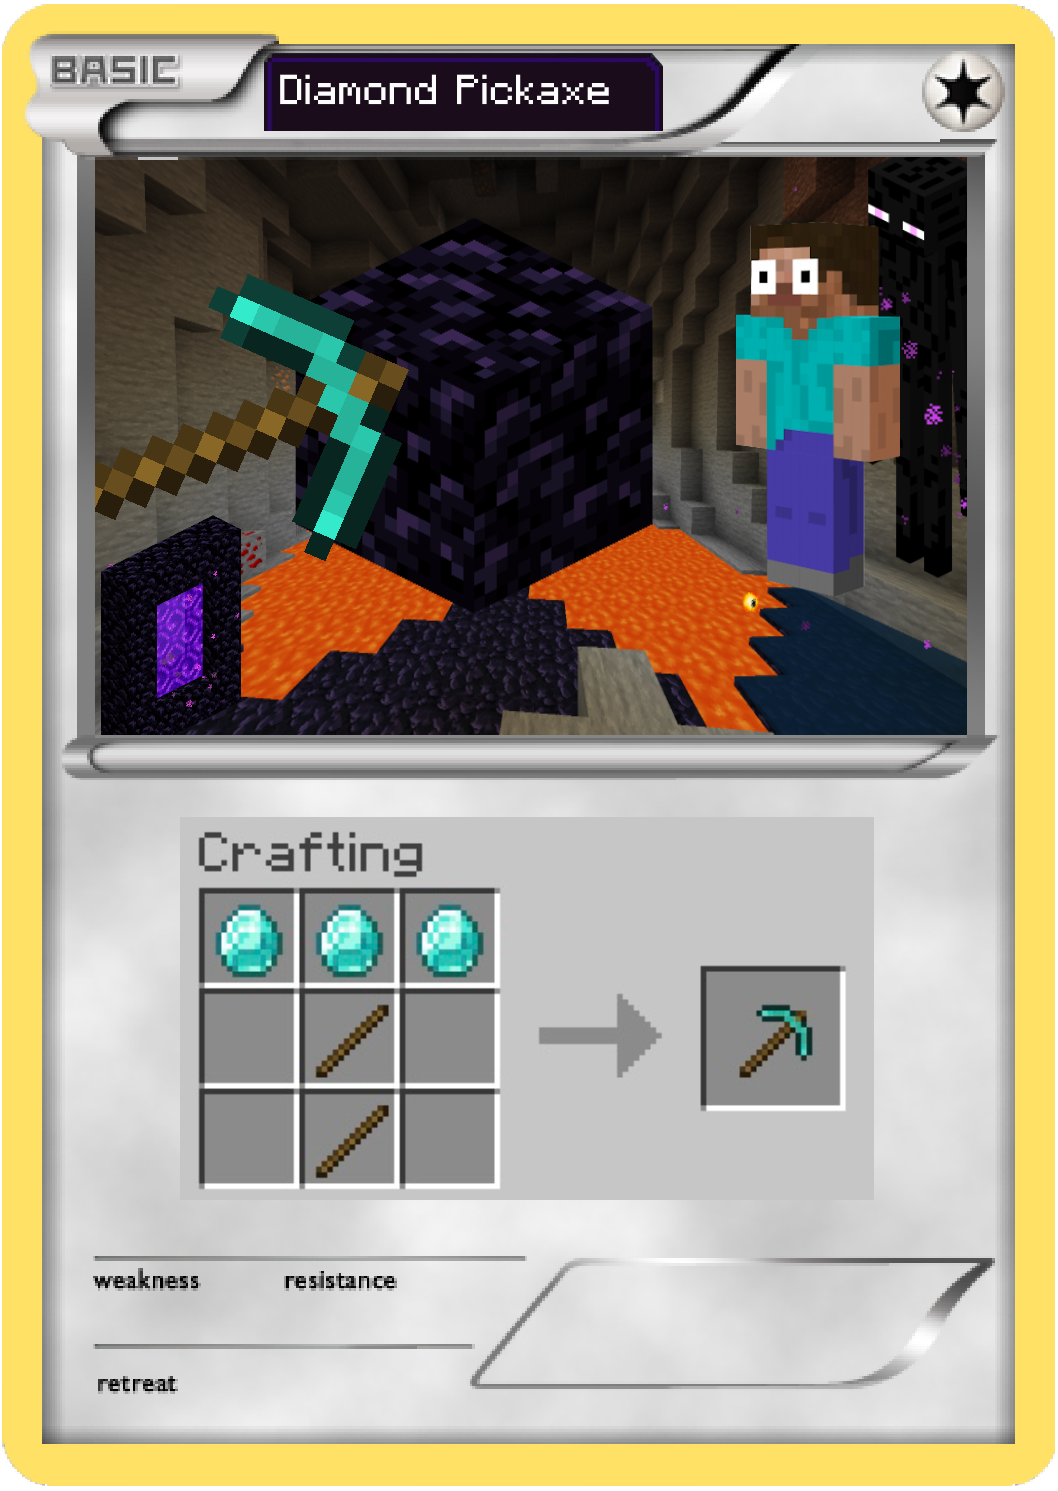 BASIC
Diamond Pickaxe
Crafting
weakness resistance
retreat